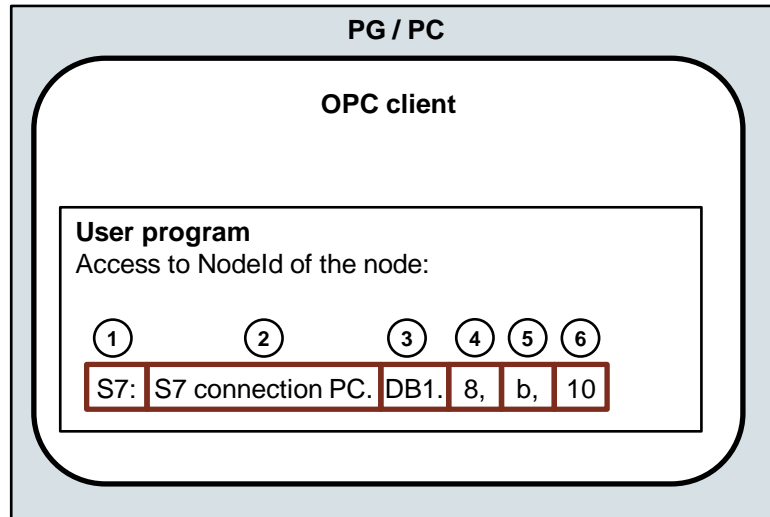 PG / PC
OPC client
User program
Access to NodeId of the node:
1 2 3 4 5 6
S7: S7 connection PC. DB1. 8, b, 10